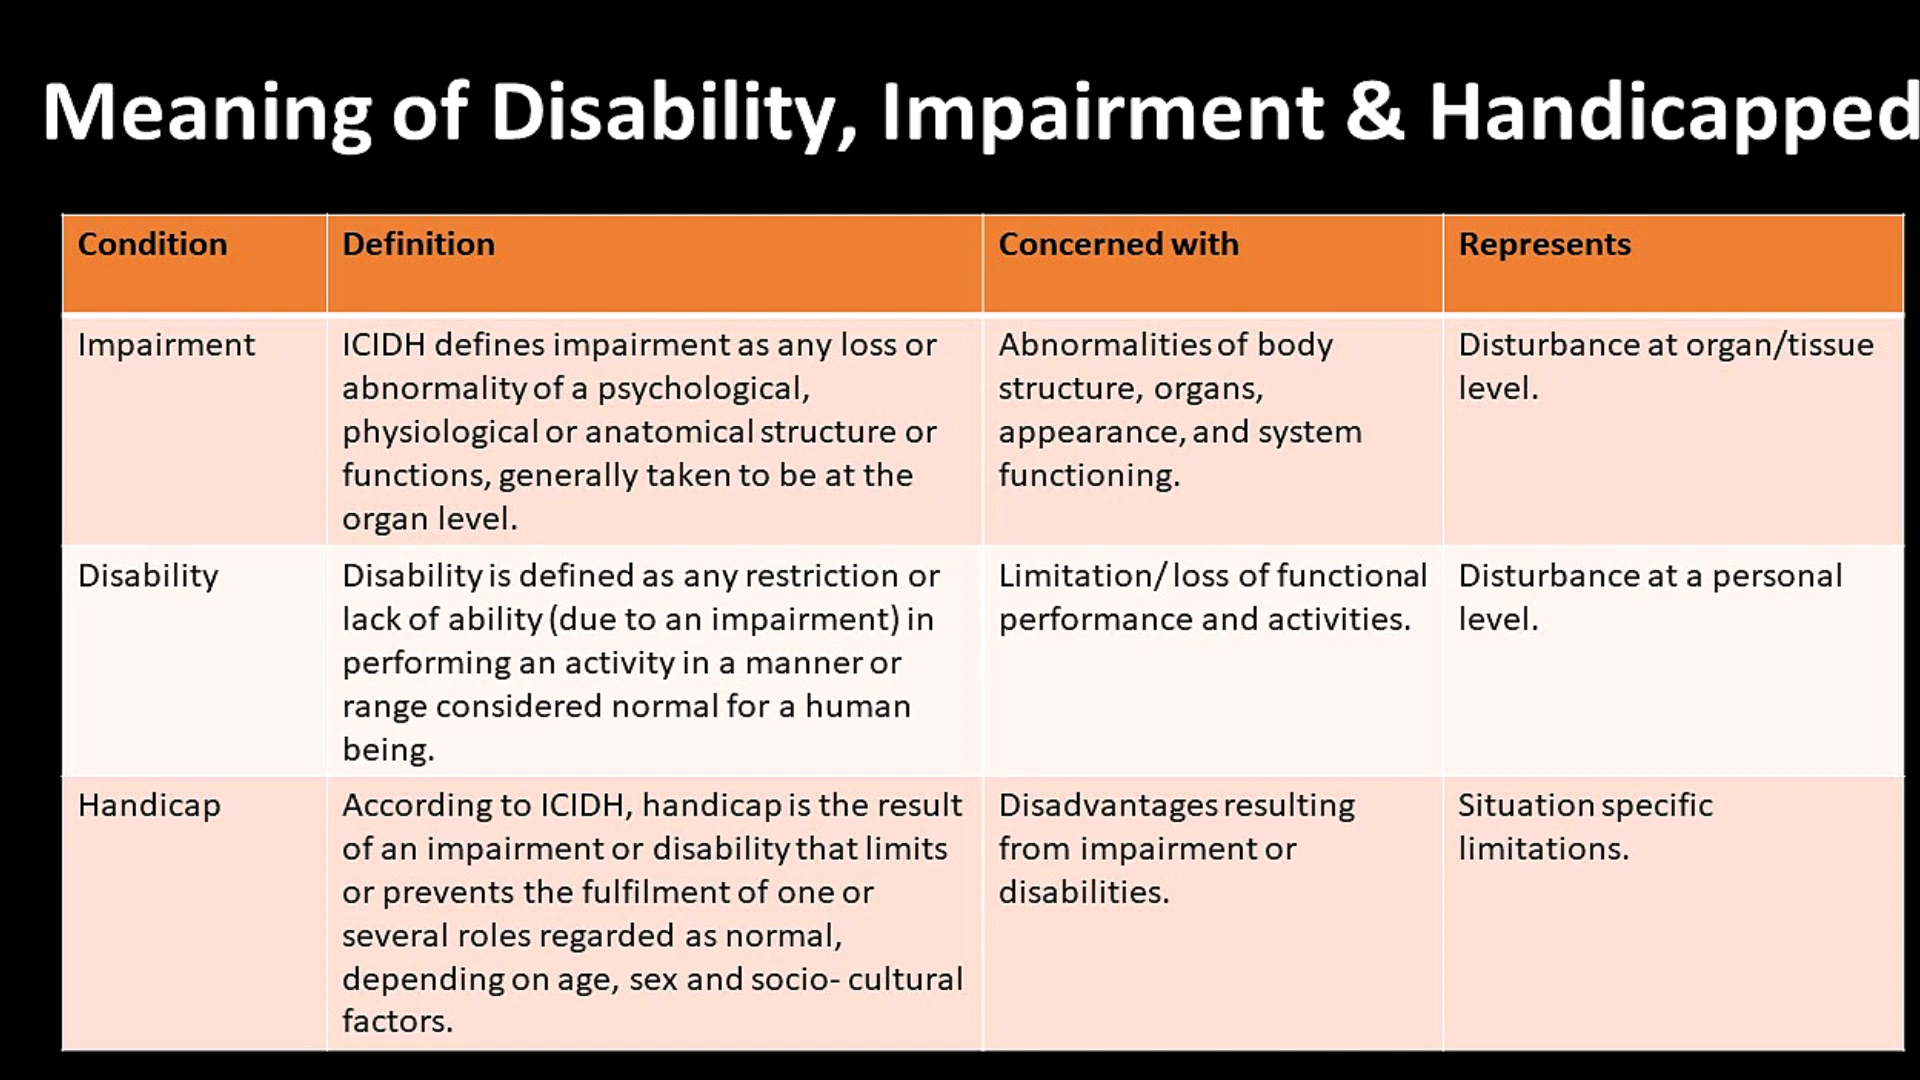 Meaning of Disability, Impairment & Handicapped
Condition
Definition
Concerned with
Represents
Impairment
ICIDH defines impairment as any loss or
abnormality of a psychological,
physiological or anatomical structure or
functions, generally taken to be at the
organ level.
Abnormalities of body
structure, organs,
appearance, and system
functioning.
Disturbance at organ/tissue
level.
Disability
Disability is defined as any restriction or
lack of ability (due to an impairment) in
performing an activity in a manner or
range considered normal for a human
being.
Limitation/ loss of functional
performance and activities.
Disturbance at a personal
level.
Handicap
According to ICIDH, handicap is the result
of an impairment or disability that limits
or prevents the fulfilment of one or
several roles regarded as normal,
depending on age, sex and socio- cultural
factors.
Disadvantages resulting
from impairment or
disabilities.
Situation specific
limitations.